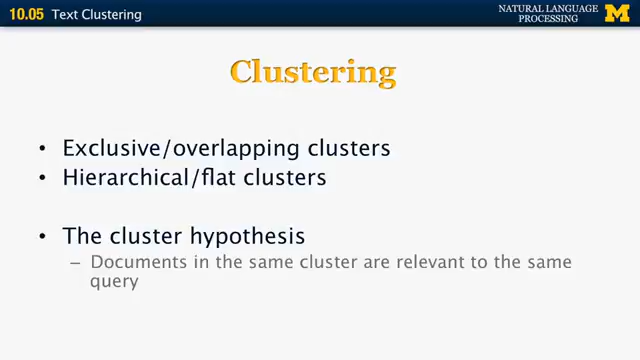 10.05 Text Clustering
NATURAL LANGUAGE
PROCESSING
M
Clustering
• Exclusive/overlapping clusters
• Hierarchical/flat clusters
• The cluster hypothesis
– Documents in the same cluster are relevant to the same
query